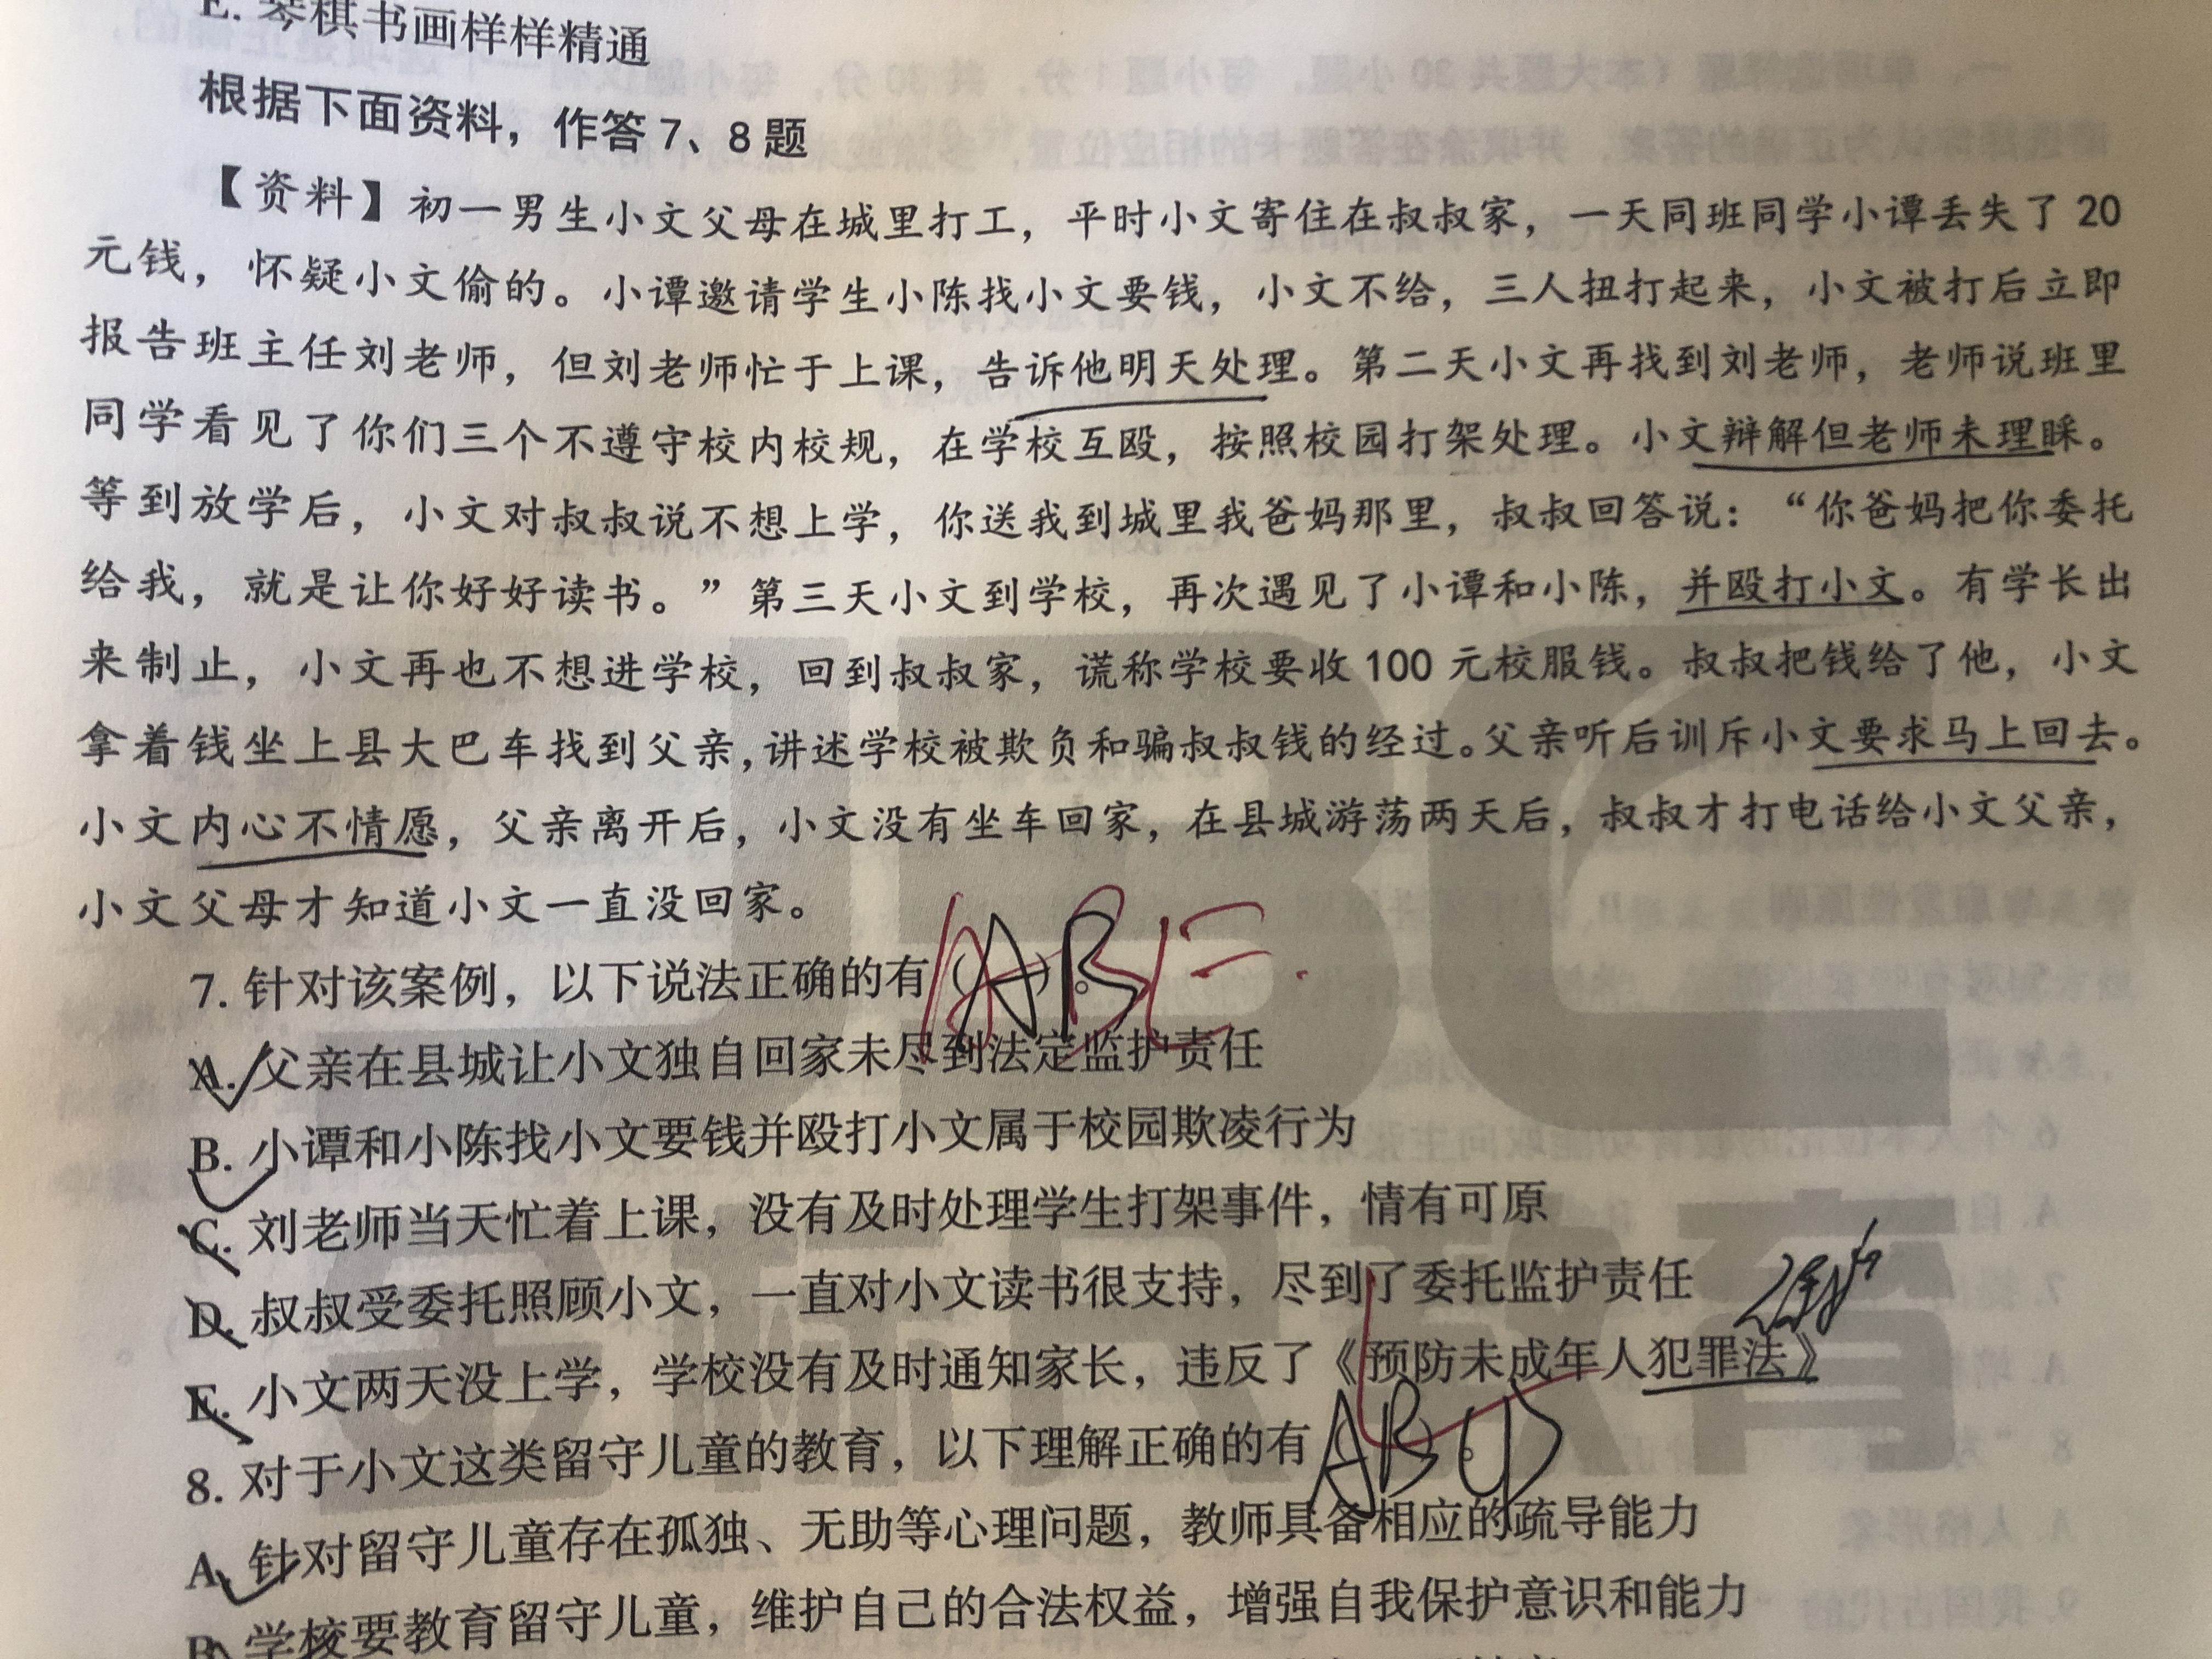 E. 琴棋书画样样精通
根据下面资料，作答7、8题
【资料】初一男生小文父母在城里打工，平时小文寄住在叔叔家，一天同班同学小谭丢失了20
元钱，怀疑小文偷的。小谭邀请学生小陈找小文要钱，小文不给，三人扭打起来，小文被打后立即
报告班主任刘老师，但刘老师忙于上课，告诉他明天处理。第二天小文再找到刘老师，老师说班里
同学看见了你们三个不遵守校内校规，在学校互殴，按照校园打架处理。小文辩解但老师未理睬。
等到放学后，小文对叔叔说不想上学，你送我到城里我爸妈那里，叔叔回答说：“你爸妈把你委托
给我，就是让你好好读书。”第三天小文到学校，再次遇见了小谭和小陈，并殴打小文。有学长出
来制止，小文再也不想进学校，回到叔叔家，谎称学校要收100元校服钱。叔叔把钱给了他，小文
拿着钱坐上县大巴车找到父亲，讲述学校被欺负和骗叔叔钱的经过。父亲听后训斥小文要求马上回去。
小文内心不情愿，父亲离开后，小文没有坐车回家，在县城游荡两天后，叔叔才打电话给小文父亲，
小文父母才知道小文一直没回家。
7. 针对该案例，以下说法正确的有（ ）。 AB ABE
A. 父亲在县城让小文独自回家未尽到法定监护责任
B. 小谭和小陈找小文要钱并殴打小文属于校园欺凌行为
C. 刘老师当天忙着上课，没有及时处理学生打架事件，情有可原
D. 叔叔受委托照顾小文，一直对小文读书很支持，尽到了委托监护责任
E. 小文两天没上学，学校没有及时通知家长，违反了《预防未成年人犯罪法》
8. 对于小文这类留守儿童的教育，以下理解正确的有（ ）。
A. 针对留守儿童存在孤独、无助等心理问题，教师具备相应的疏导能力
B. 学校要教育留守儿童，维护自己的合法权益，增强自我保护意识和能力
JBC
金标尺教育